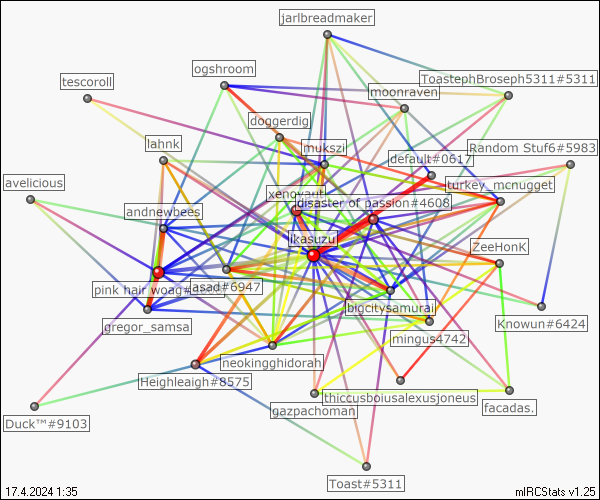 jarlbreadmaker
ogshroom
ToastephBroseph5311#5311
tescoroll
moonraven
doggerdig
Random Stuf6#5983
lahnk
mukszi
default#0617
avelicious
turkey_mcnugget
xenonaut
disaster of passion#4608
andnewbees
ikasuzu
ZeeHonK
pink hair woag
asad#6947
bigcitysamurai
Knowun#6424
gregor_samsa
mingus4742
neokingghidorah
Heighleaigh#8575
thiccusboiusalexusjoneus
gazpachoman
facadas.
Duck™#9103
Toast#5311
17.4.2024 1:35
mIRCStats v1.25